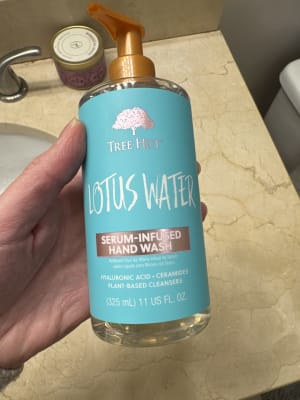 TREE HUT
LOTUS WATER
SERUM-INFUSED
HAND WASH
HYALURONIC ACID • CERAMIDES
PLANT-BASED CLEANSERS
(325 mL) 11 US FL. OZ